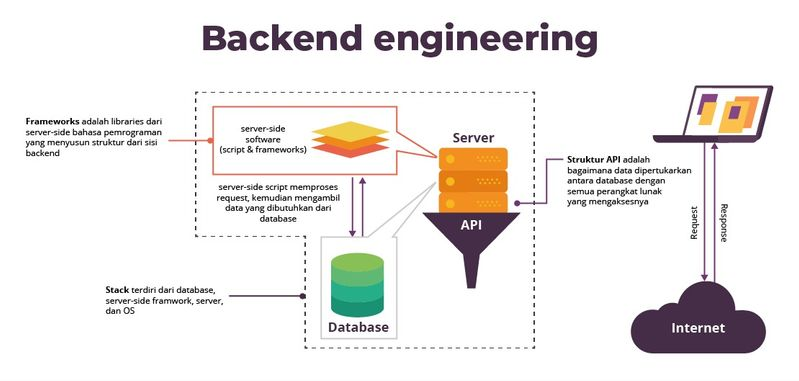 Backend engineering
Frameworks adalah libraries dari
server-side bahasa pemrograman
yang menyusun struktur dari sisi
backend
server-side
software
(script & frameworks)
server-side script memproses
request, kemudian mengambil
data yang dibutuhkan dari
database
Server
API
Struktur API adalah
bagaimana data dipertukarkan
antara database dengan
semua perangkat lunak
yang mengaksesnya
Stack terdiri dari database,
server-side framwork, server,
dan OS
Database
Request
Response
Internet